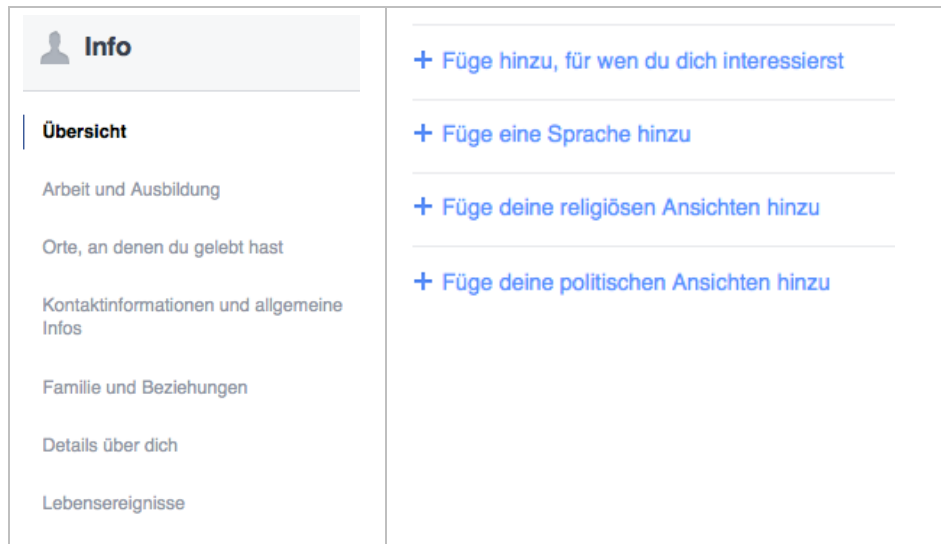 Info
Übersicht
Arbeit und Ausbildung
Orte, an denen du gelebt hast
Kontaktinformationen und allgemeine
Infos
Familie und Beziehungen
Details über dich
Lebensereignisse
+ Füge hinzu, für wen du dich interessierst
+ Füge eine Sprache hinzu
+ Füge deine religiösen Ansichten hinzu
+ Füge deine politischen Ansichten hinzu